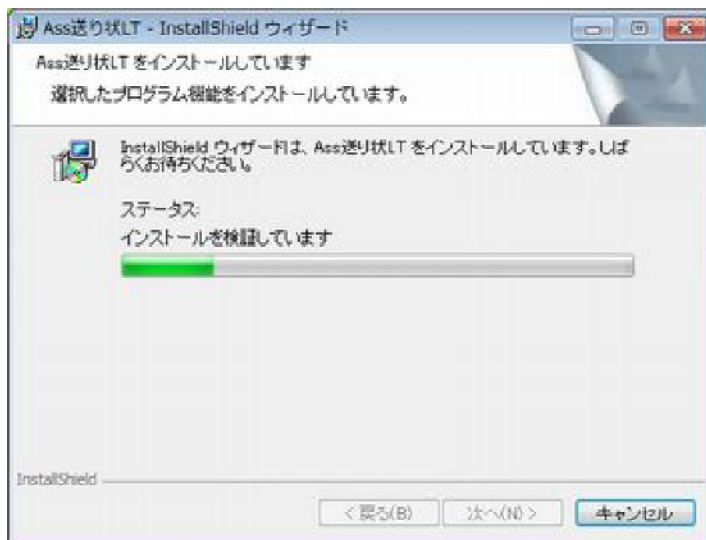 Ass送り状LT - InstallShield ウィザード
Ass送り状LT をインストールしています
選択したプログラム機能をインストールしています。
InstallShield ウィザードは、Ass送り状LT をインストールしています。しば
らくお待ちください。
ステータス:
インストールを検証しています
InstallShield
< 戻る(B)
次へ(N) >
キャンセル